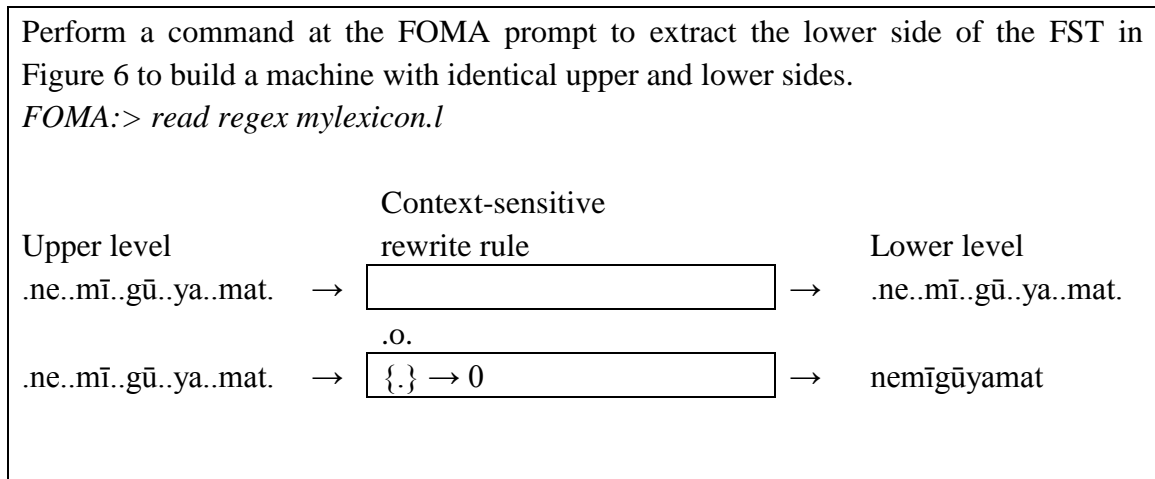 Perform a command at the FOMA prompt to extract the lower side of the FST in
Figure 6 to build a machine with identical upper and lower sides.
FOMA:> read regex mylexicon.l
Context-sensitive
Upper level rewrite rule Lower level
.ne..mī..gū..ya..mat. → → .ne..mī..gū..ya..mat.
.o.
.ne..mī..gū..ya..mat. → {.} → 0 → nemīgūyamat